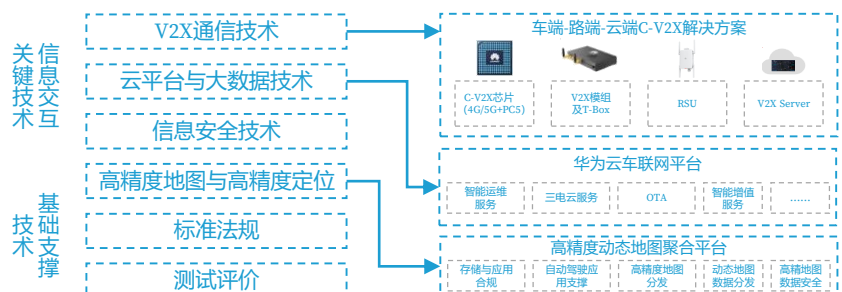 信息交互
关键技术
V2X通信技术
云平台与大数据技术
信息安全技术
基础支撑
技术
高精度地图与高精度定位
标准法规
测试评价
车端-路端-云端C-V2X解决方案
C-V2X芯片
(4G/5G+PC5)
V2X模组
及T-Box
RSU
V2X Server
华为云车联网平台
智能运维
服务
三电云服务
OTA
智能增值
服务
......
高精度动态地图聚合平台
存储与应用
合规
自动驾驶应
用支撑
高精度地图
分发
动态地图
数据分发
高精地图
数据安全